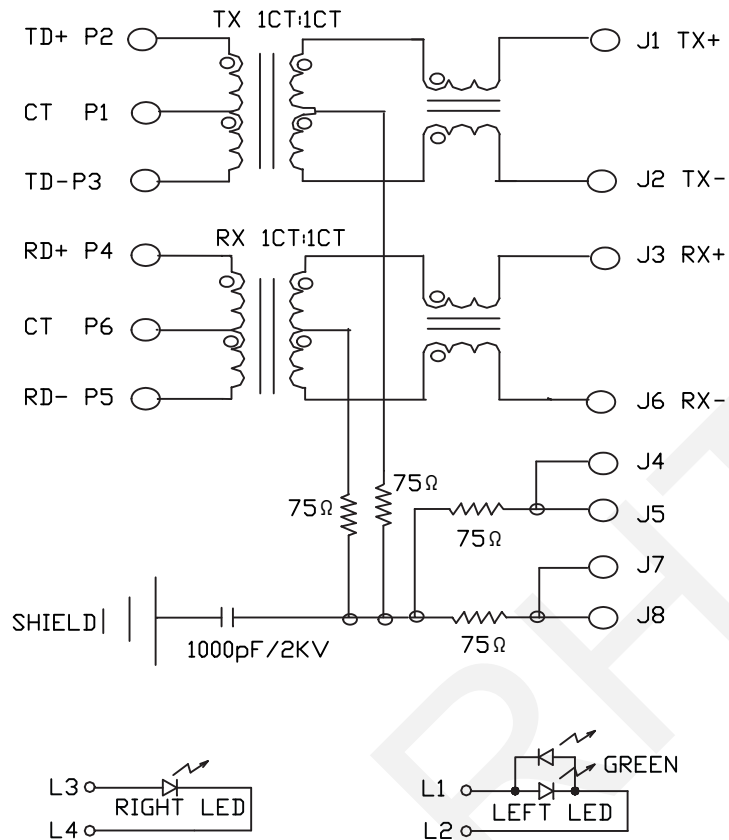 TX 1CT:1CT
TD+ P2
J1 TX+
CT P1
TD-P3
J2 TX-
RX 1CT:1CT
RD+ P4
J3 RX+
CT P6
RD- P5
J6 RX-
J4
75Ω
75Ω
J5
75Ω
J7
SHIELD
J8
1000pF/2KV
75Ω
GREEN
L3
L1
RIGHT LED
LEFT LED
L4
L2